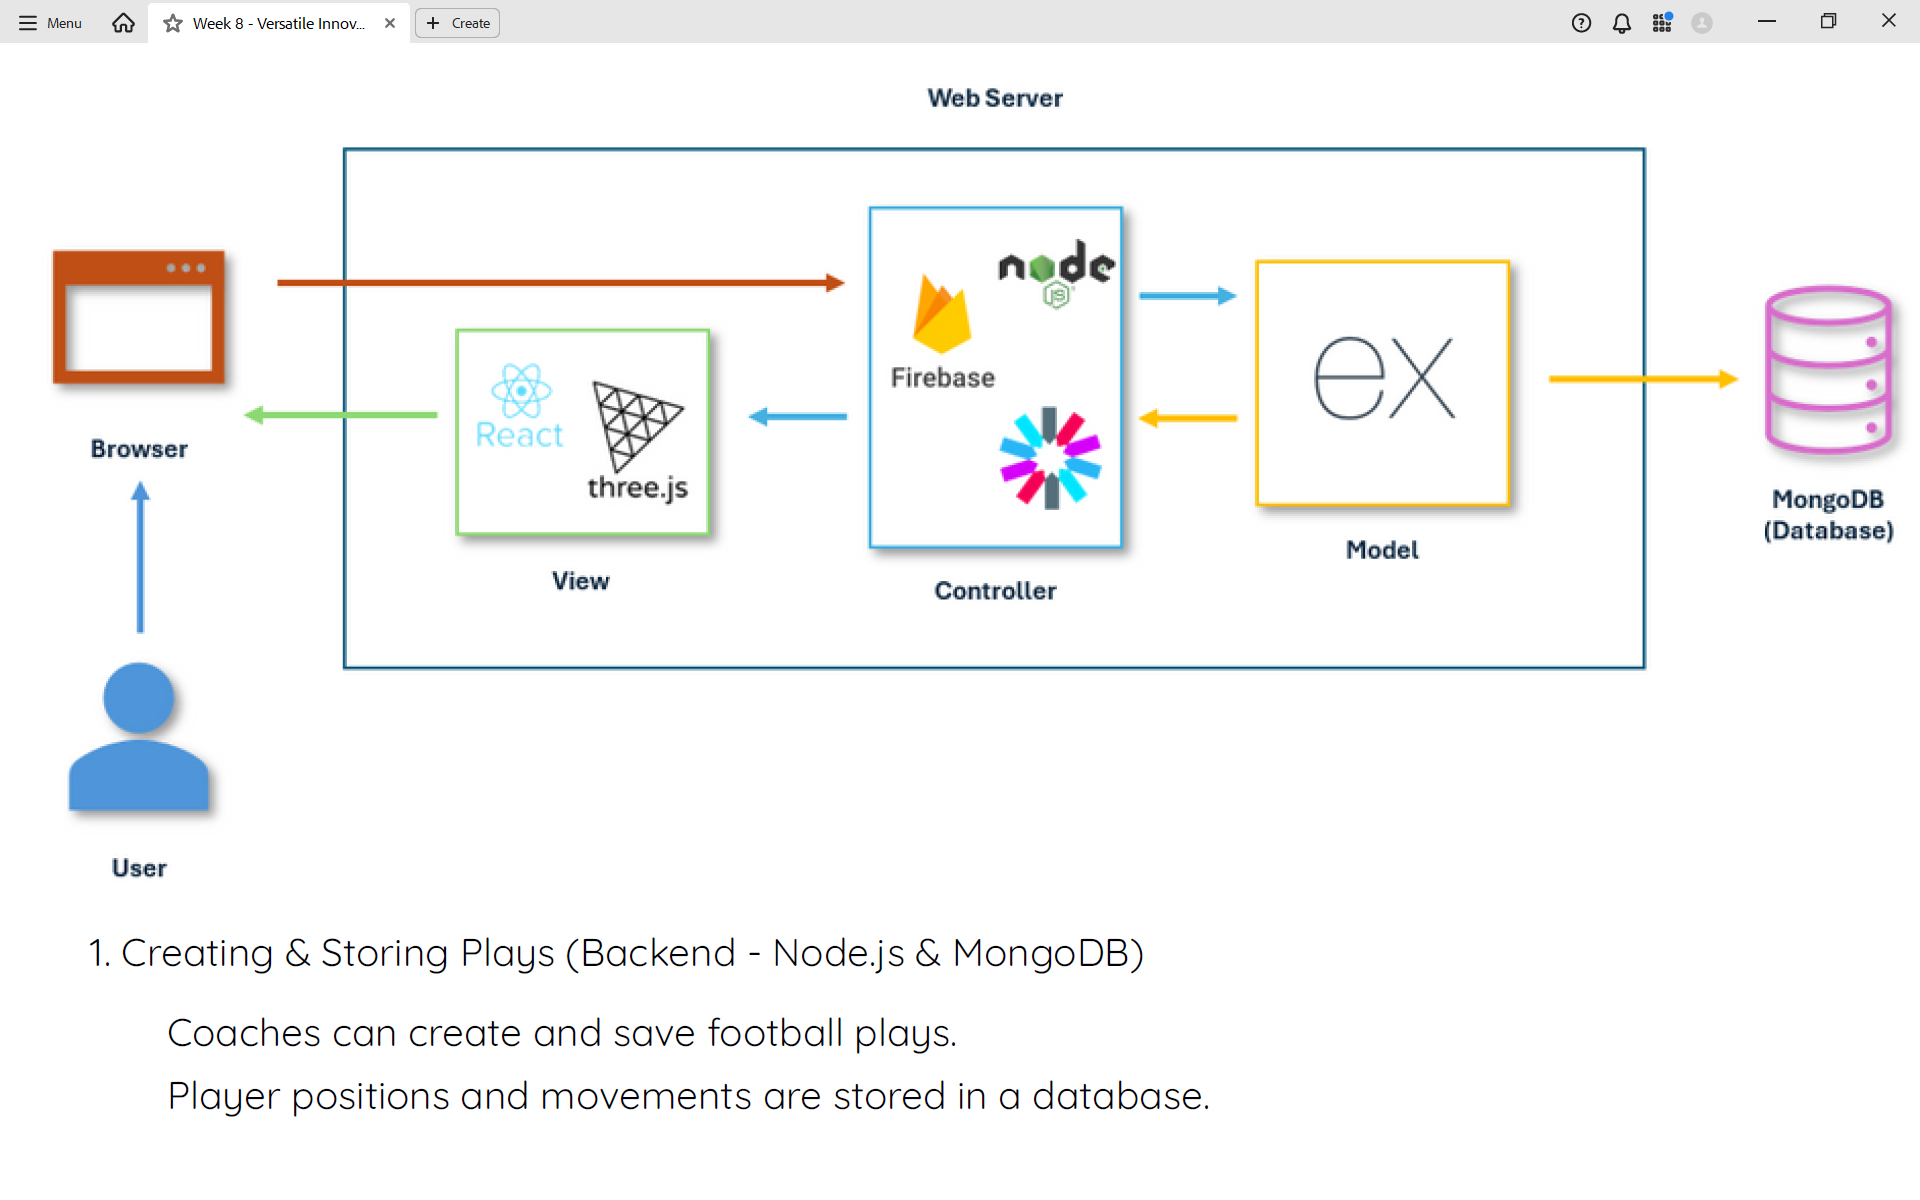 Menu
Week 8 - Versatile Innov...
Create
Web Server
node
JS
Firebase
ex
React
three.js
Browser
MongoDB
(Database)
Model
View
Controller
User
1. Creating & Storing Plays (Backend - Node.js & MongoDB)
Coaches can create and save football plays.
Player positions and movements are stored in a database.